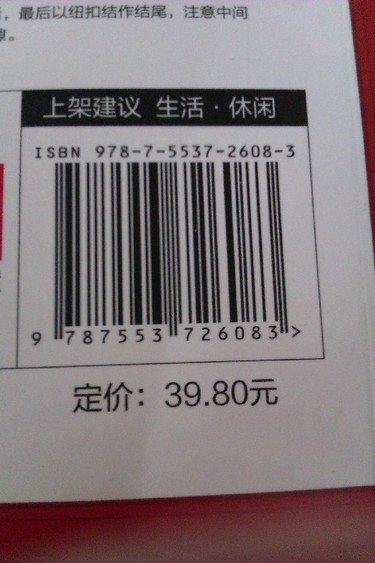 ，最后以纽扣结作结尾，注意中间
。
上架建议 生活·休闲
ISBN 978-7-5537-2608-3
9 787553 726083 >
定价：39.80元